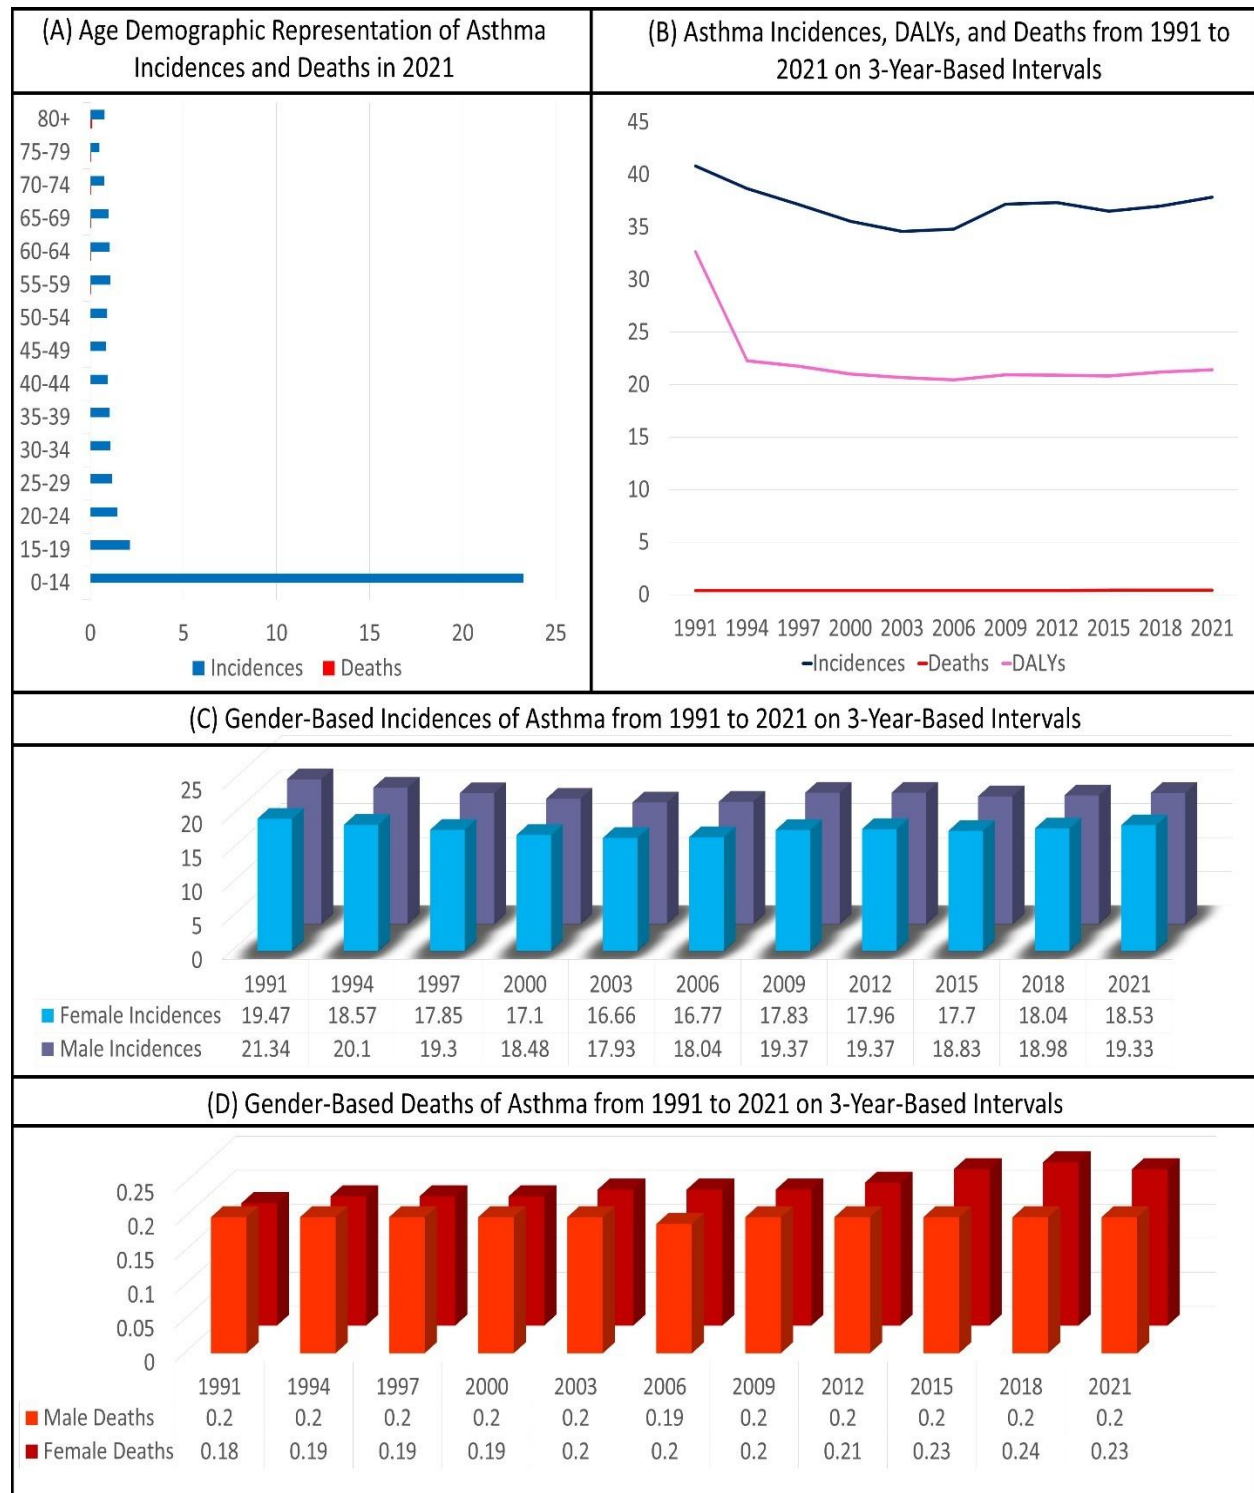 (A) Age Demographic Representation of Asthma
Incidences and Deaths in 2021
80+
75-79
70-74
65-69
60-64
55-59
50-54
45-49
40-44
35-39
30-34
25-29
20-24
15-19
0-14
0 5 10 15 20 25
Incidences Deaths
(B) Asthma Incidences, DALYs, and Deaths from 1991 to
2021 on 3-Year-Based Intervals
45
40
35
30
25
20
15
10
5
0
1991 1994 1997 2000 2003 2006 2009 2012 2015 2018 2021
Incidences Deaths DALYs
(C) Gender-Based Incidences of Asthma from 1991 to 2021 on 3-Year-Based Intervals
25
20
15
10
5
0
1991 1994 1997 2000 2003 2006 2009 2012 2015 2018 2021
Female Incidences 19.47 18.57 17.85 17.1 16.66 16.77 17.83 17.96 17.7 18.04 18.53
Male Incidences 21.34 20.1 19.3 18.48 17.93 18.04 19.37 19.37 18.83 18.98 19.33
(D) Gender-Based Deaths of Asthma from 1991 to 2021 on 3-Year-Based Intervals
0.25
0.2
0.15
0.1
0.05
0
1991 1994 1997 2000 2003 2006 2009 2012 2015 2018 2021
Male Deaths 0.2 0.2 0.2 0.2 0.2 0.19 0.2 0.2 0.2 0.2 0.2
Female Deaths 0.18 0.19 0.19 0.19 0.2 0.2 0.2 0.21 0.23 0.24 0.23